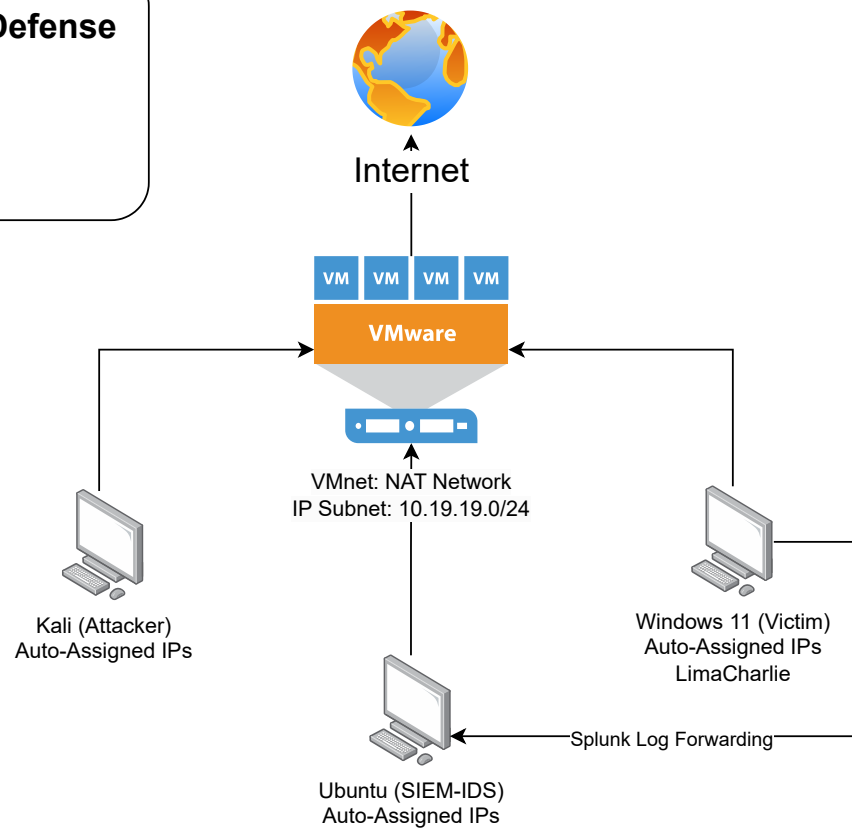 Defense
Internet
VM VM VM VM
VMware
VMnet: NAT Network
IP Subnet: 10.19.19.0/24
Kali (Attacker)
Auto-Assigned IPs
Windows 11 (Victim)
Auto-Assigned IPs
LimaCharlie
Splunk Log Forwarding
Ubuntu (SIEM-IDS)
Auto-Assigned IPs